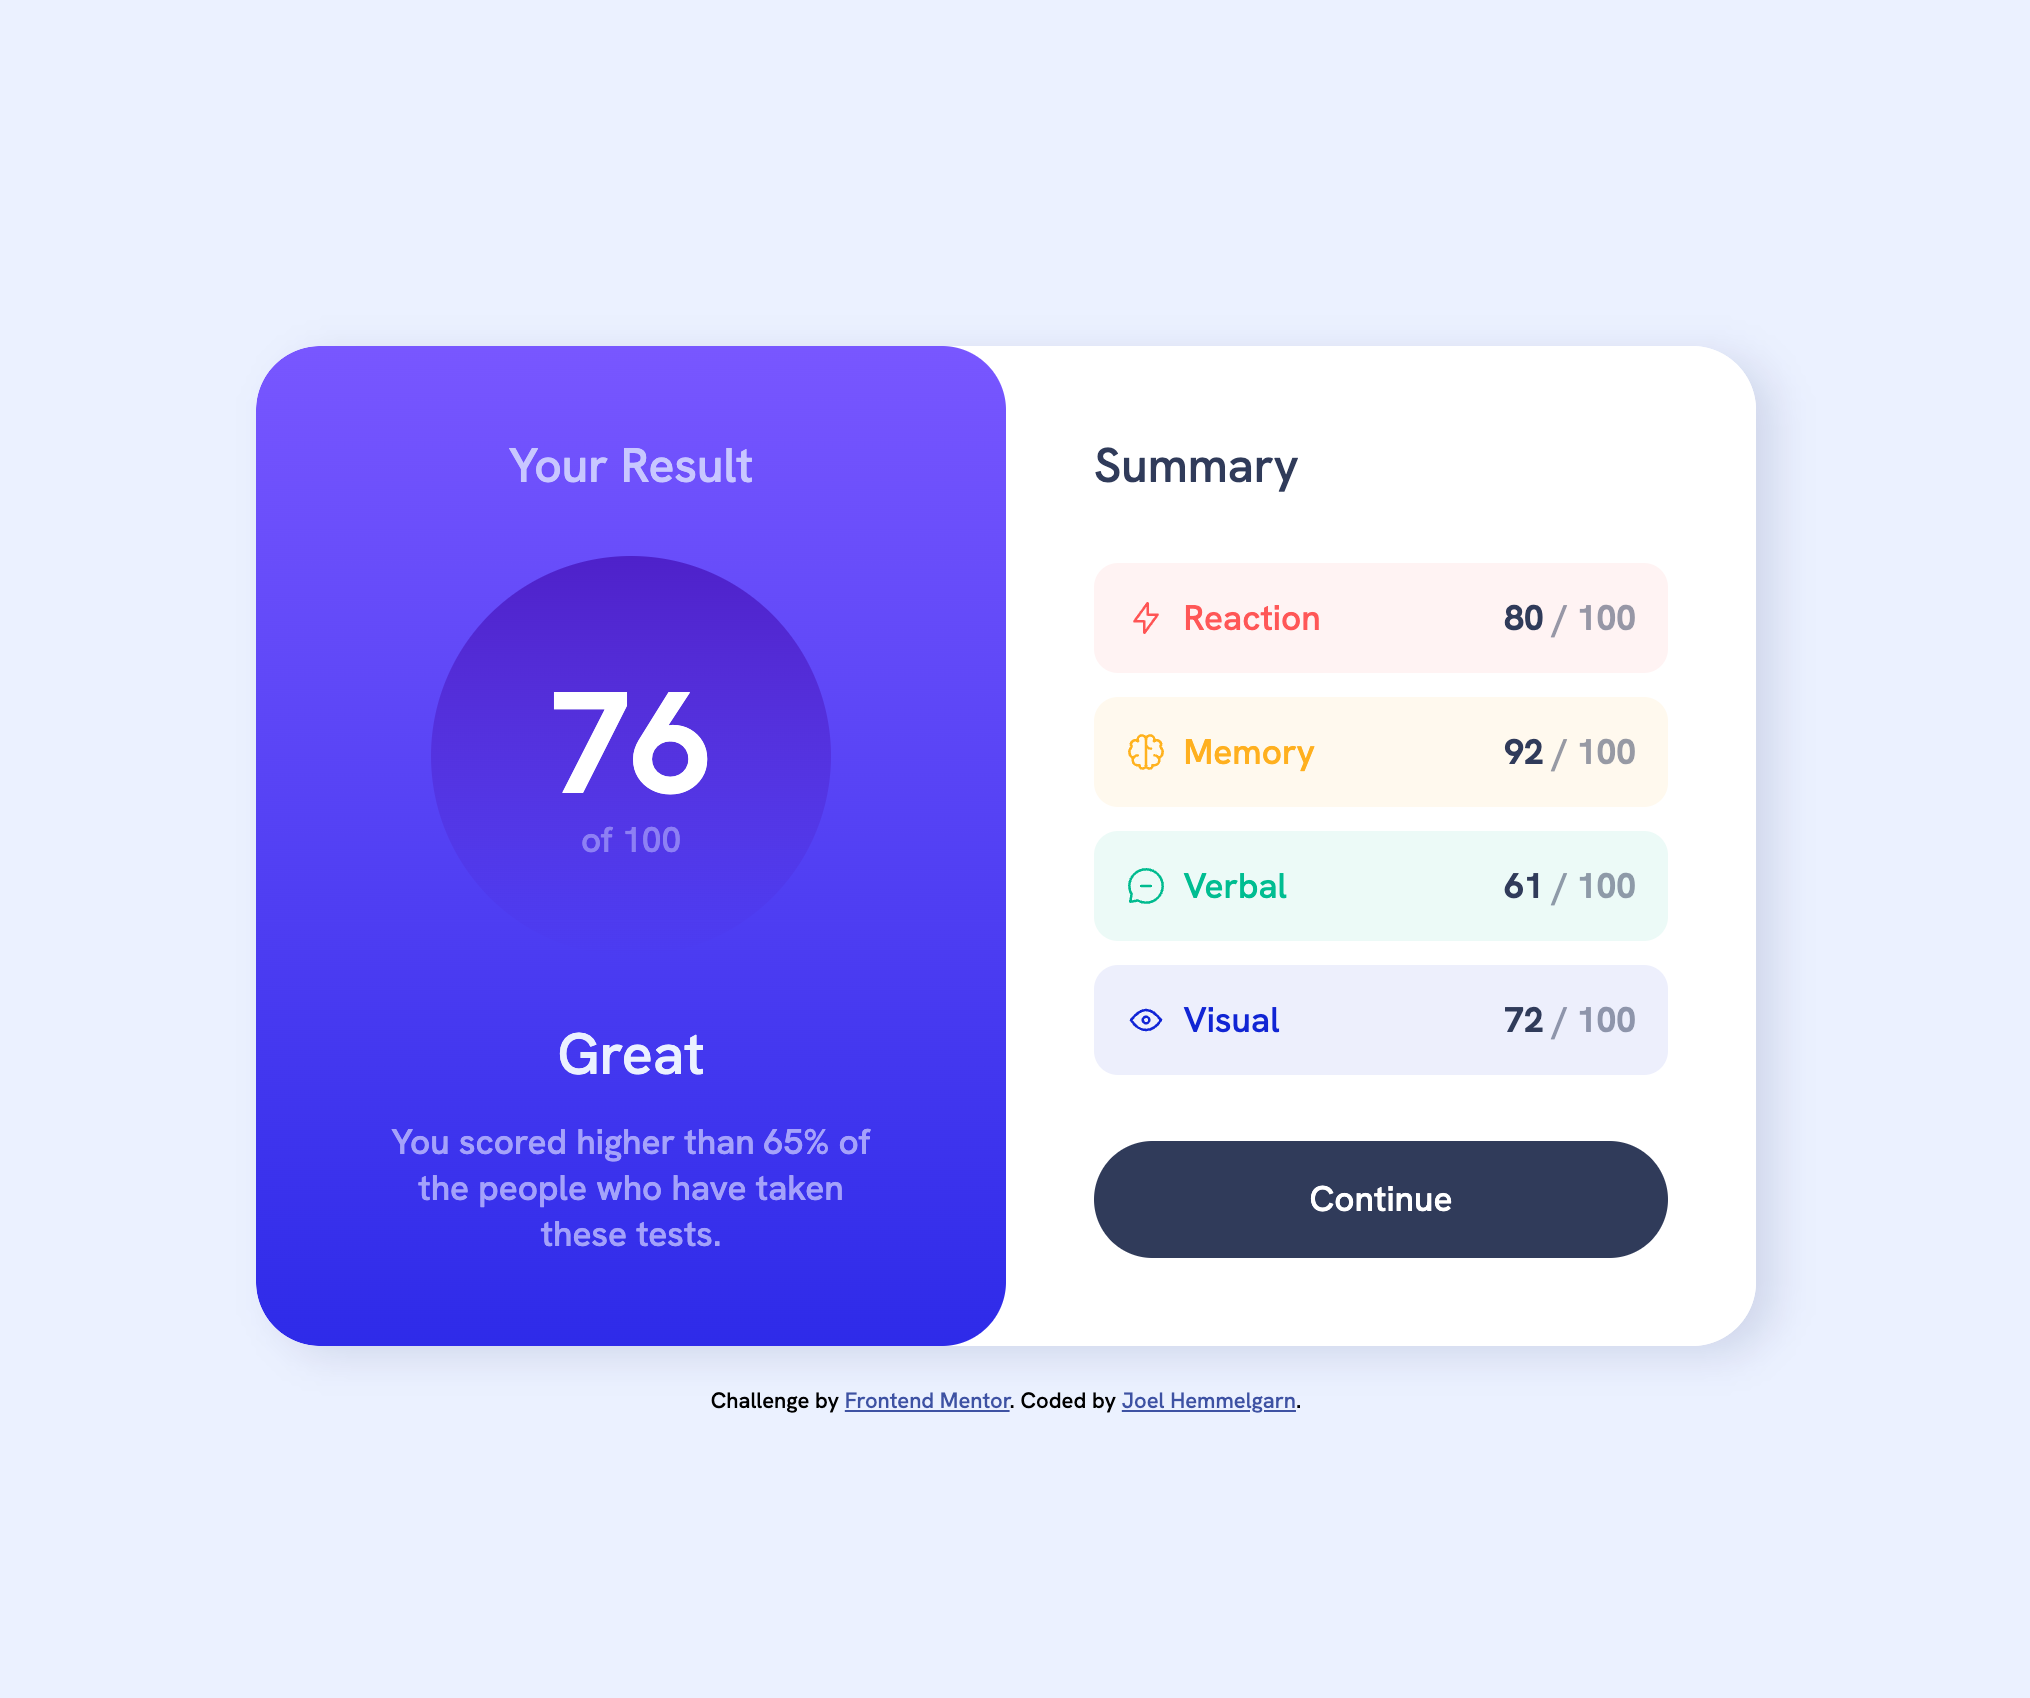 Your Result
76
of 100
Great
You scored higher than 65% of
the people who have taken
these tests.
Summary
Reaction 80 / 100
Memory 92 / 100
Verbal 61 / 100
Visual 72 / 100
Continue
Challenge by Frontend Mentor. Coded by Joel Hemmelgarn.